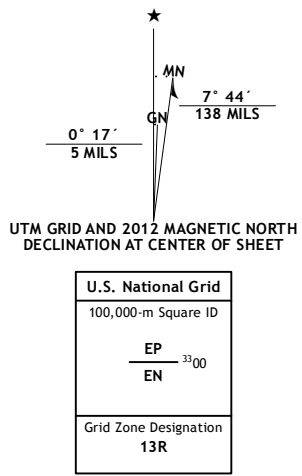 ★
MN
7° 44´
138 MILS
GN
0° 17´
5 MILS
UTM GRID AND 2012 MAGNETIC NORTH
DECLINATION AT CENTER OF SHEET
U.S. National Grid
100,000-m Square ID
EP
3300
EN
Grid Zone Designation
13R